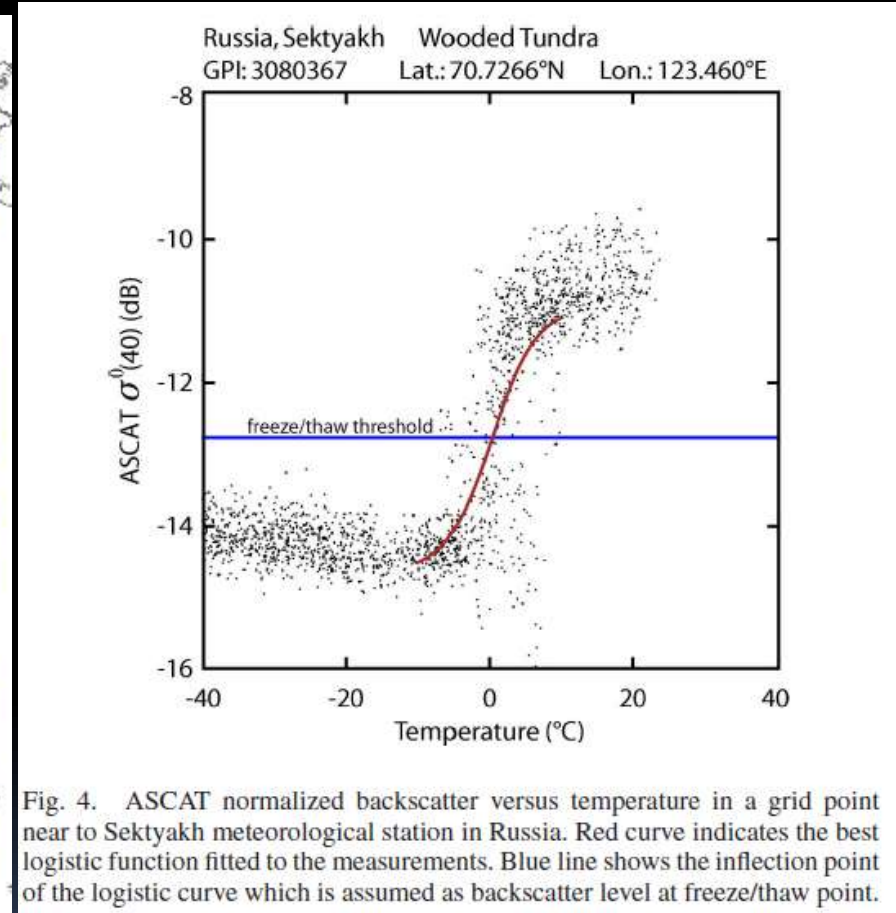 Russia, Sektyakh Wooded Tundra
GPI: 3080367 Lat.: 70.7266°N Lon.: 123.460°E
-8
-10
-12
-14
-16
ASCAT σ⁰(40) (dB)
freeze/thaw threshold
-40 -20 0 20 40
Temperature (°C)
Fig. 4. ASCAT normalized backscatter versus temperature in a grid point
near to Sektyakh meteorological station in Russia. Red curve indicates the best
logistic function fitted to the measurements. Blue line shows the inflection point
of the logistic curve which is assumed as backscatter level at freeze/thaw point.